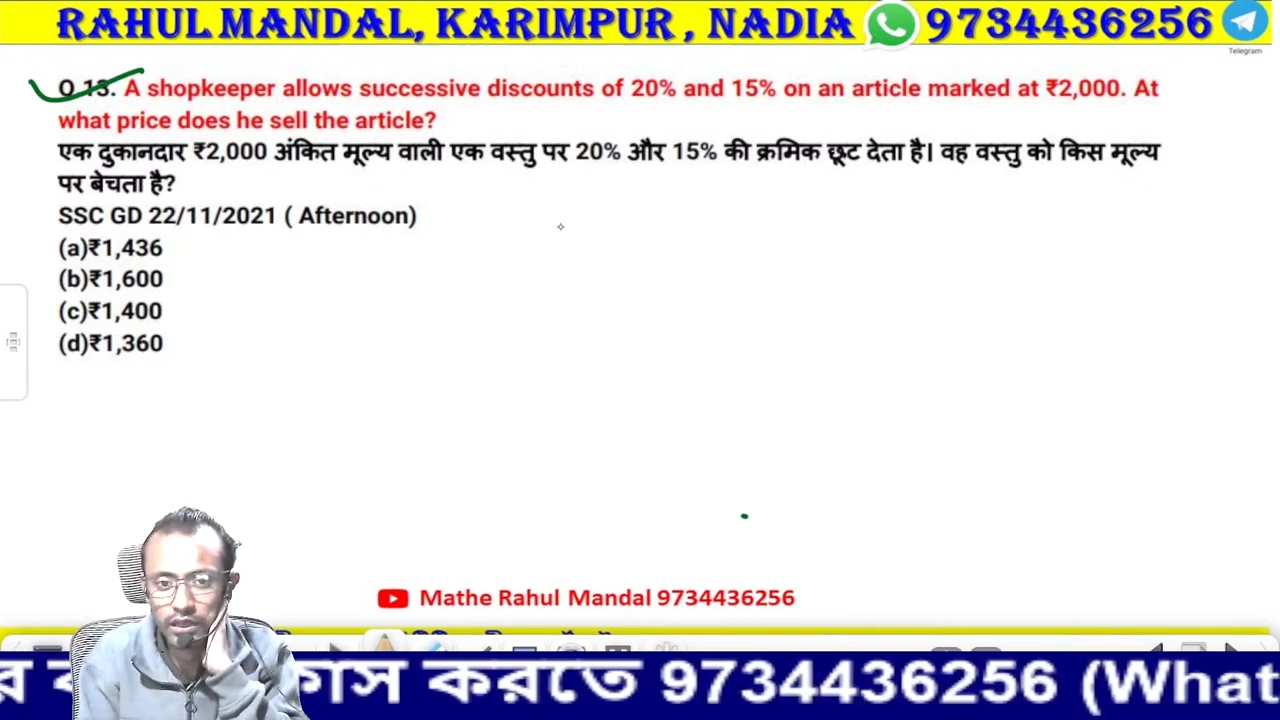 RAHUL MANDAL, KARIMPUR , NADIA 9734436256
Telegram
Q.13. A shopkeeper allows successive discounts of 20% and 15% on an article marked at ₹2,000. At
what price does he sell the article?
एक दुकानदार ₹2,000 अंकित मूल्य वाली एक वस्तु पर 20% और 15% की क्रमिक छूट देता है। वह वस्तु को किस मूल्य
पर बेचता है?
SSC GD 22/11/2021 ( Afternoon)
(a)₹1,436
(b)₹1,600
(c)₹1,400
(d)₹1,360
Mathe Rahul Mandal 9734436256
করতে 9734436256 (What